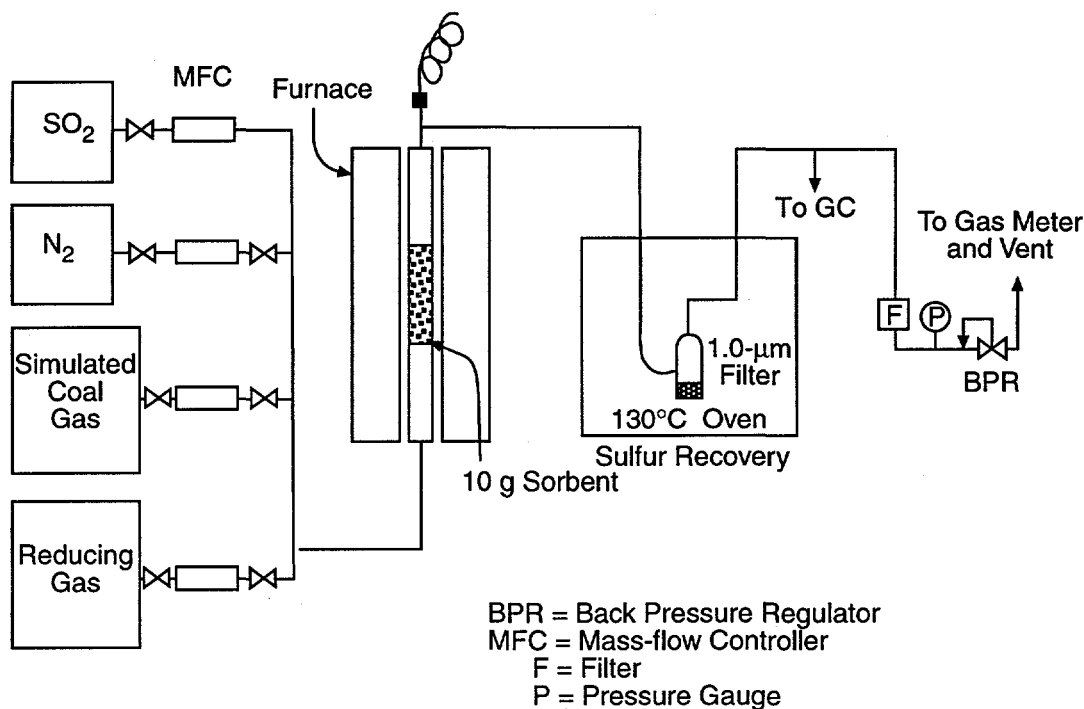 MFC
Furnace
SO2
N2
Simulated
Coal
Gas
Reducing
Gas
10 g Sorbent
1.0-μm
Filter
130°C Oven
Sulfur Recovery
To GC
To Gas Meter
and Vent
F
P
BPR
BPR = Back Pressure Regulator
MFC = Mass-flow Controller
F = Filter
P = Pressure Gauge